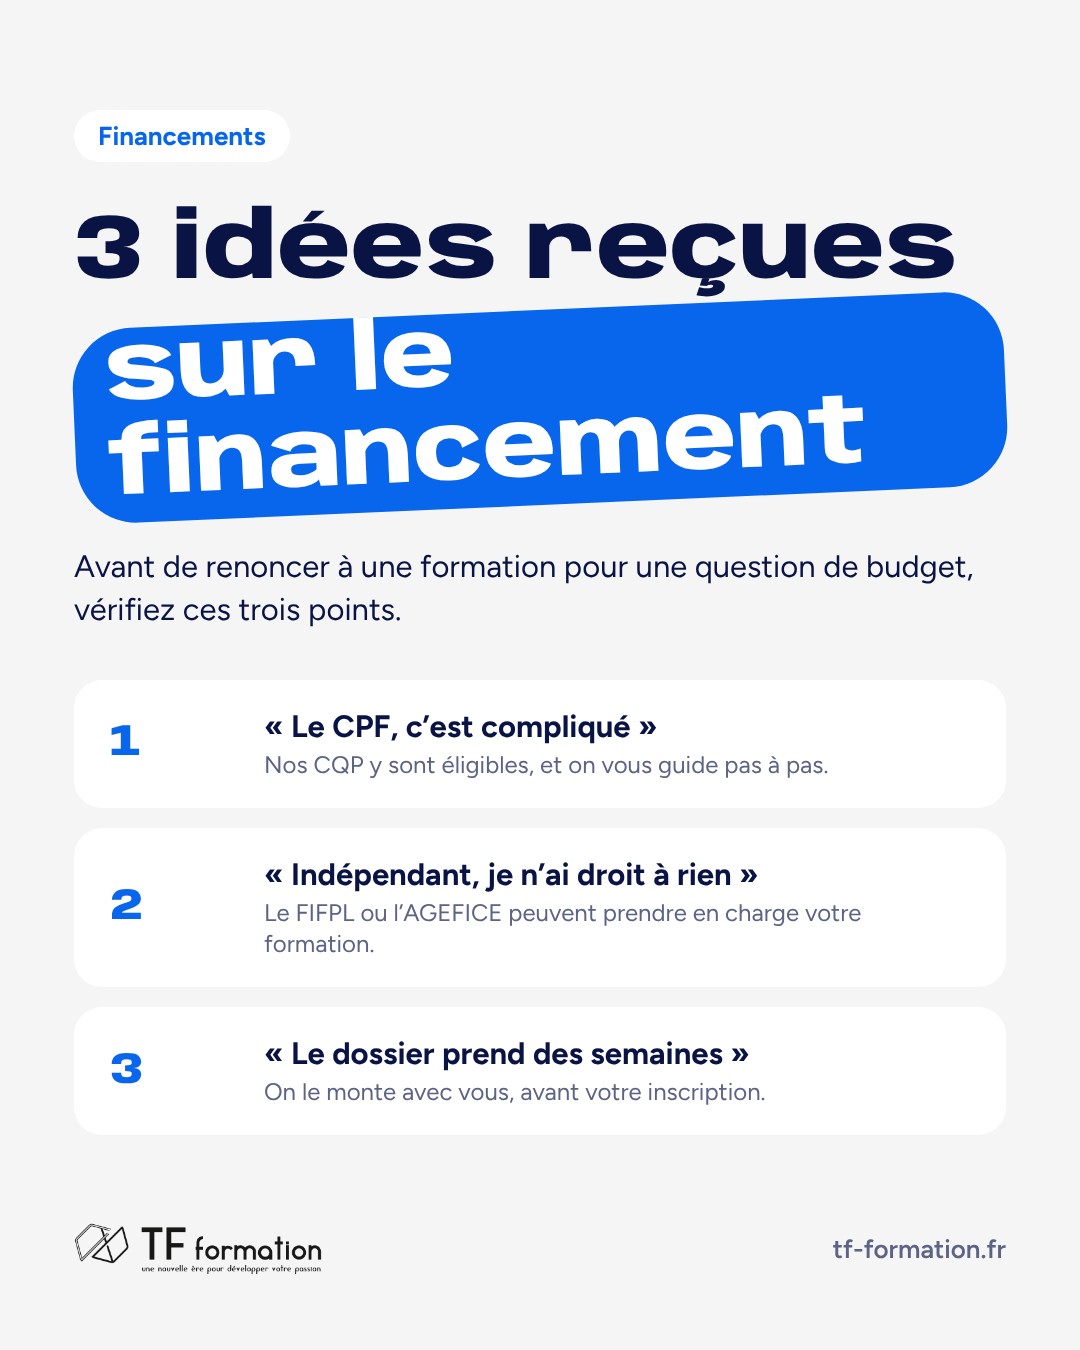 Financements
3 idées reçues
sur le
financement
Avant de renoncer à une formation pour une question de budget,
vérifiez ces trois points.
1
« Le CPF, c’est compliqué »
Nos CQP y sont éligibles, et on vous guide pas à pas.
2
« Indépendant, je n’ai droit à rien »
Le FIFPL ou l’AGEFICE peuvent prendre en charge votre
formation.
3
« Le dossier prend des semaines »
On le monte avec vous, avant votre inscription.
TF formation
une nouvelle ère pour développer votre passion
tf-formation.fr